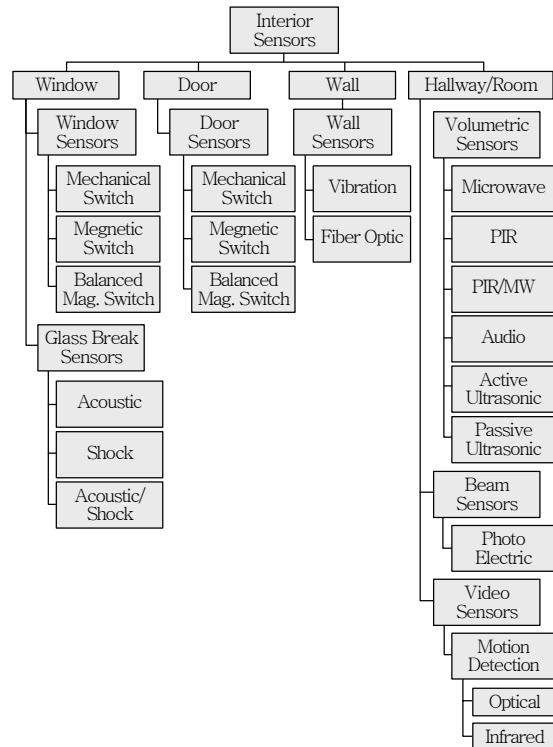 Interior
Sensors
Window
Door
Wall
Hallway/Room
Window
Sensors
Mechanical
Switch
Megnetic
Switch
Balanced
Mag. Switch
Glass Break
Sensors
Acoustic
Shock
Acoustic/
Shock
Door
Sensors
Mechanical
Switch
Megnetic
Switch
Balanced
Mag. Switch
Wall
Sensors
Vibration
Fiber Optic
Volumetric
Sensors
Microwave
PIR
PIR/MW
Audio
Active
Ultrasonic
Passive
Ultrasonic
Beam
Sensors
Photo
Electric
Video
Sensors
Motion
Detection
Optical
Infrared